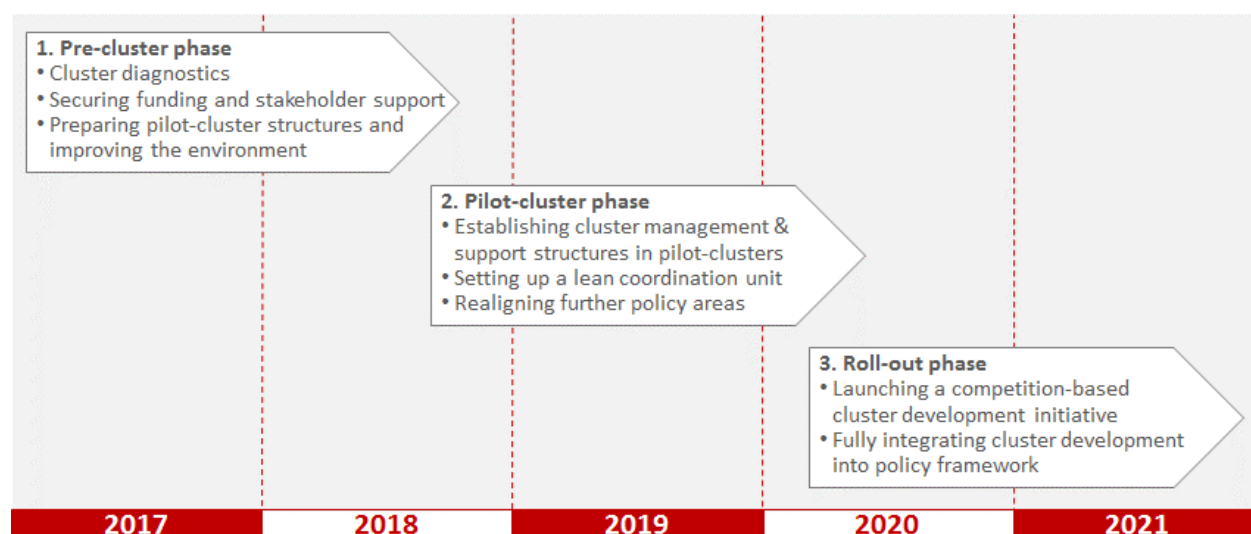 1. Pre-cluster phase
• Cluster diagnostics
• Securing funding and stakeholder support
• Preparing pilot-cluster structures and
improving the environment
2. Pilot-cluster phase
• Establishing cluster management &
support structures in pilot-clusters
• Setting up a lean coordination unit
• Realigning further policy areas
3. Roll-out phase
• Launching a competition-based
cluster development initiative
• Fully integrating cluster development
into policy framework
2017 2018 2019 2020 2021